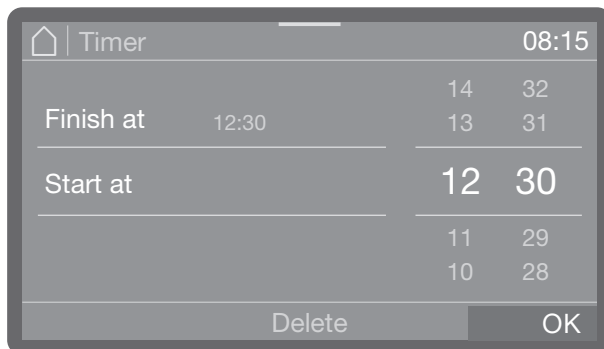 Timer 08:15
14 32
Finish at 12:30 13 31
Start at 12 30
11 29
10 28
Delete OK